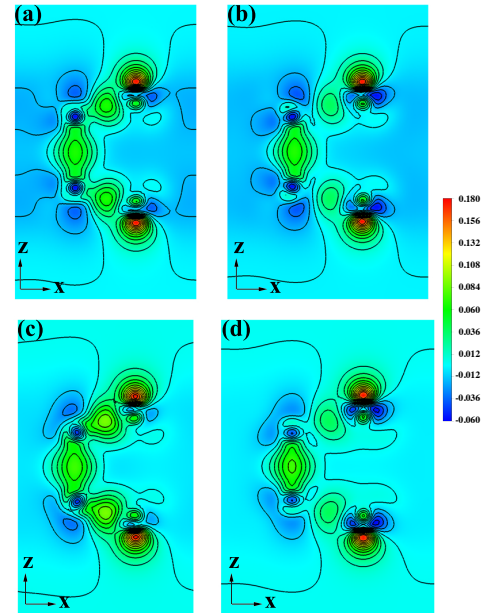 (a)
(b)
z
x
z
x
0.180
0.156
0.132
0.108
0.084
0.060
0.036
0.012
-0.012
-0.036
-0.060
(c)
(d)
z
x
z
x